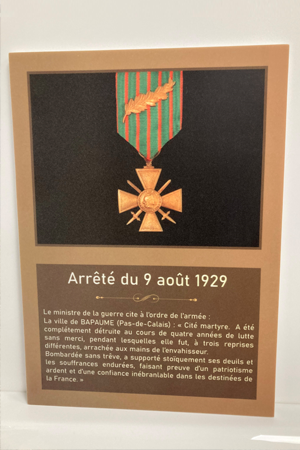 Arrêté du 9 août 1929
Le ministre de la guerre cite à l'ordre de l'armée :
La ville de BAPAUME (Pas-de-Calais) : « Cité martyre. A été
complétement détruite au cours de quatre années de lutte
sans merci, pendant lesquelles elle fut, à trois reprises
différentes, arrachée aux mains de l'envahisseur.
Bombardée sans trêve, a supporté stoïquement ses deuils et
les souffrances endurées, faisant preuve d'un patriotisme
ardent et d'une confiance inébranlable dans les destinées de
la France. »